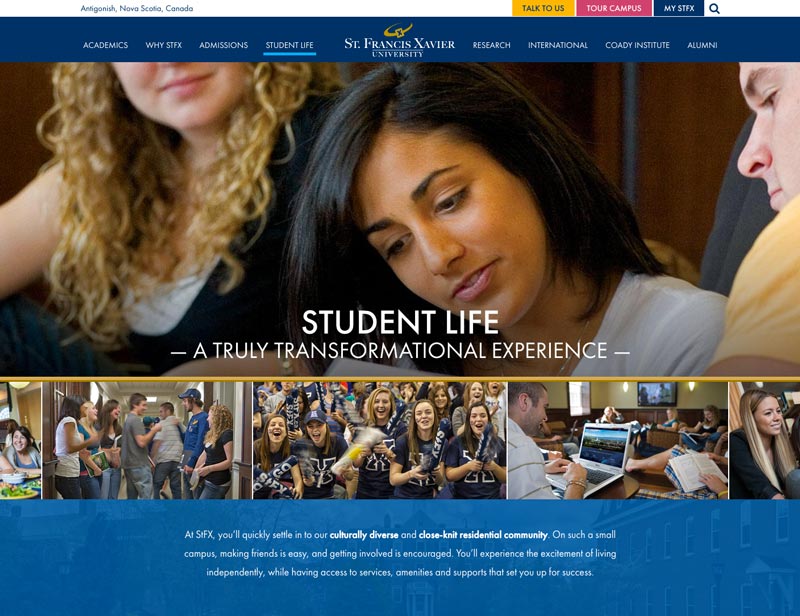 Antigonish, Nova Scotia, Canada
TALK TO US
TOUR CAMPUS
MY STFX
ACADEMICS
WHY STFX
ADMISSIONS
STUDENT LIFE
ST. FRANCIS XAVIER
UNIVERSITY
RESEARCH
INTERNATIONAL
COADY INSTITUTE
ALUMNI
STUDENT LIFE
— A TRULY TRANSFORMATIONAL EXPERIENCE —
At StFX, you'll quickly settle in to our culturally diverse and close-knit residential community. On such a small
campus, making friends is easy, and getting involved is encouraged. You'll experience the excitement of living
independently, while having access to services, amenities and supports that set you up for success.